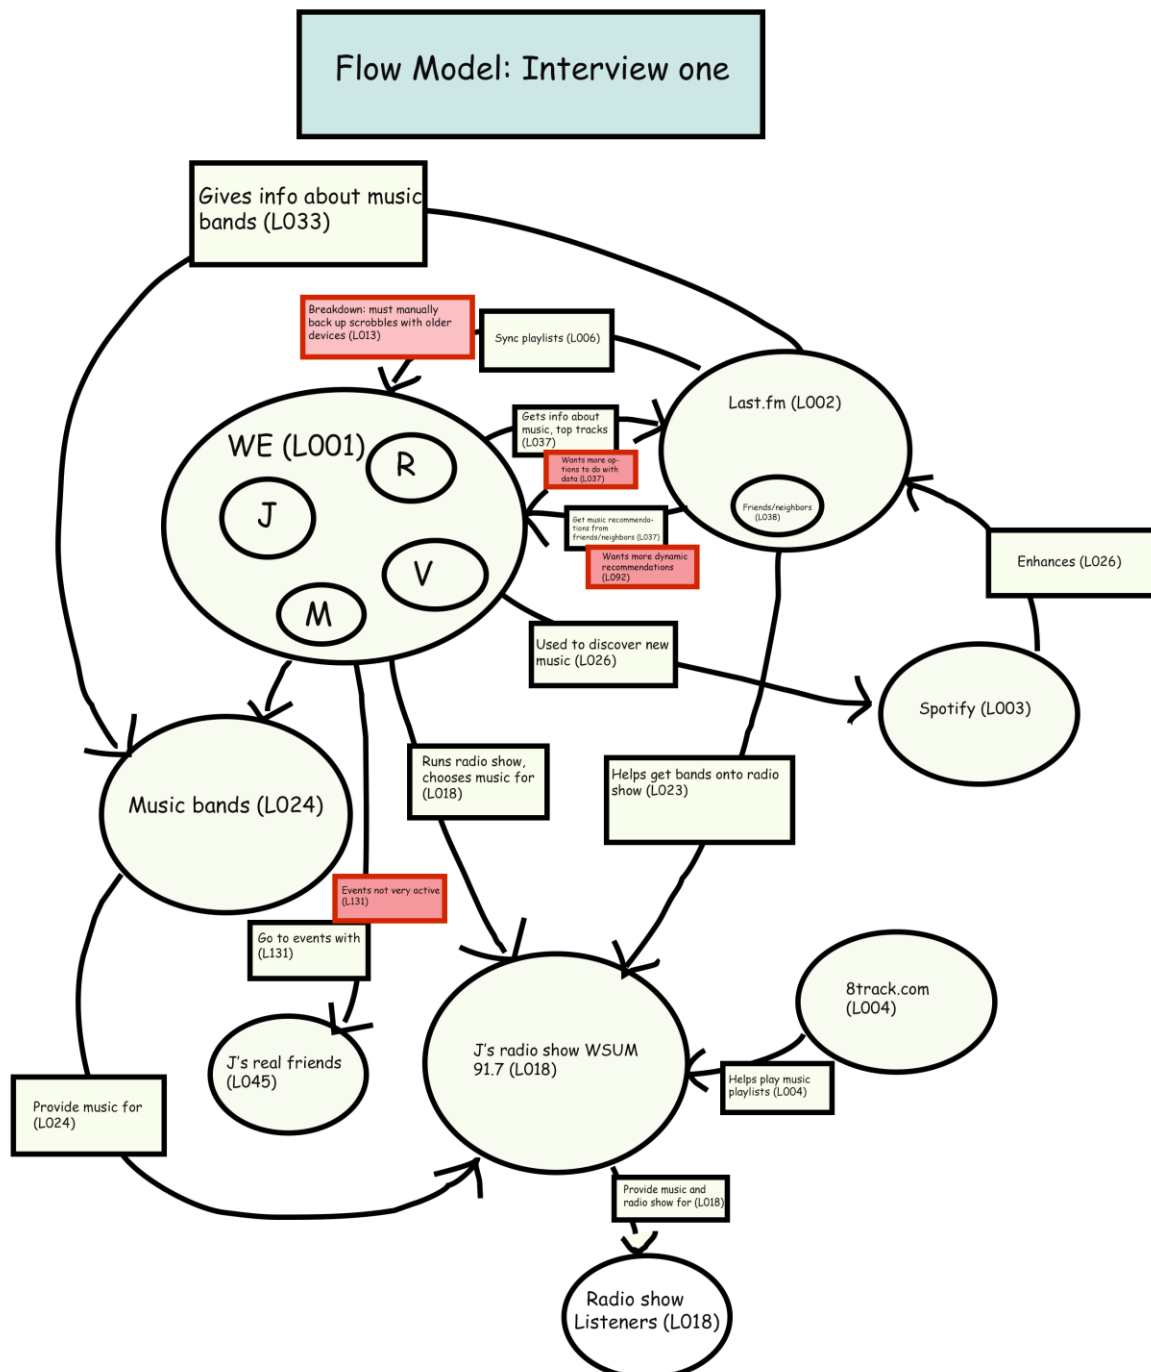 Flow Model: Interview one
Gives info about music
bands (L033)
Breakdown: must manually
back up scrobbles with older
devices (L013)
Sync playlists (L006)
Last.fm (L002)
Friends/neighbors
(L038)
Gets info about
music, top tracks
(L037)
Wants more op-
tions to do with
data (L037)
WE (L001)
R
J
V
M
Get music recommenda-
tions from
friends/neighbors (L037)
Wants more dynamic
recommendations
(L092)
Enhances (L026)
Used to discover new
music (L026)
Spotify (L003)
Runs radio show,
chooses music for
(L018)
Helps get bands onto radio
show (L023)
Music bands (L024)
Events not very active
(L131)
Go to events with
(L131)
8track.com
(L004)
J's real friends
(L045)
J's radio show WSUM
91.7 (L018)
Helps play music
playlists (L004)
Provide music for
(L024)
Provide music and
radio show for (L018)
Radio show
Listeners (L018)